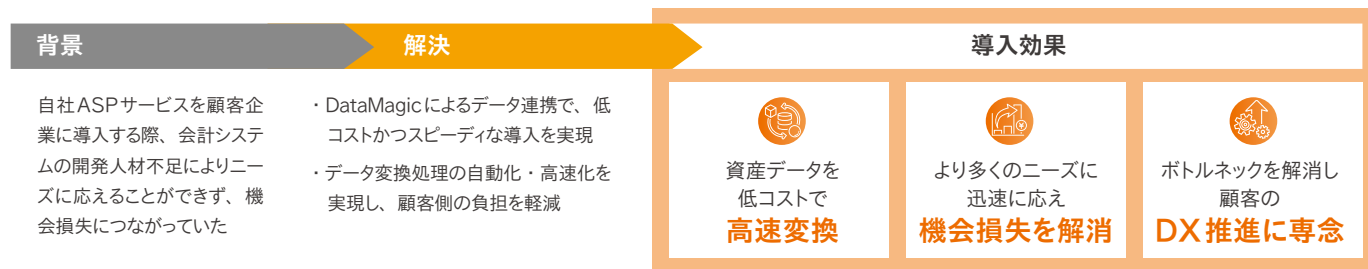 背景
解決
導入効果
自社ASPサービスを顧客企
業に導入する際、会計システ
ムの開発人材不足によりニー
ズに応えることができず、機
会損失につながっていた
・DataMagicによるデータ連携で、低
コストかつスピーディな導入を実現
・データ変換処理の自動化・高速化を
実現し、顧客側の負担を軽減
資産データを
低コストで
高速変換
より多くのニーズに
迅速に応え
機会損失を解消
ボトルネックを解消し
顧客の
DX推進に専念